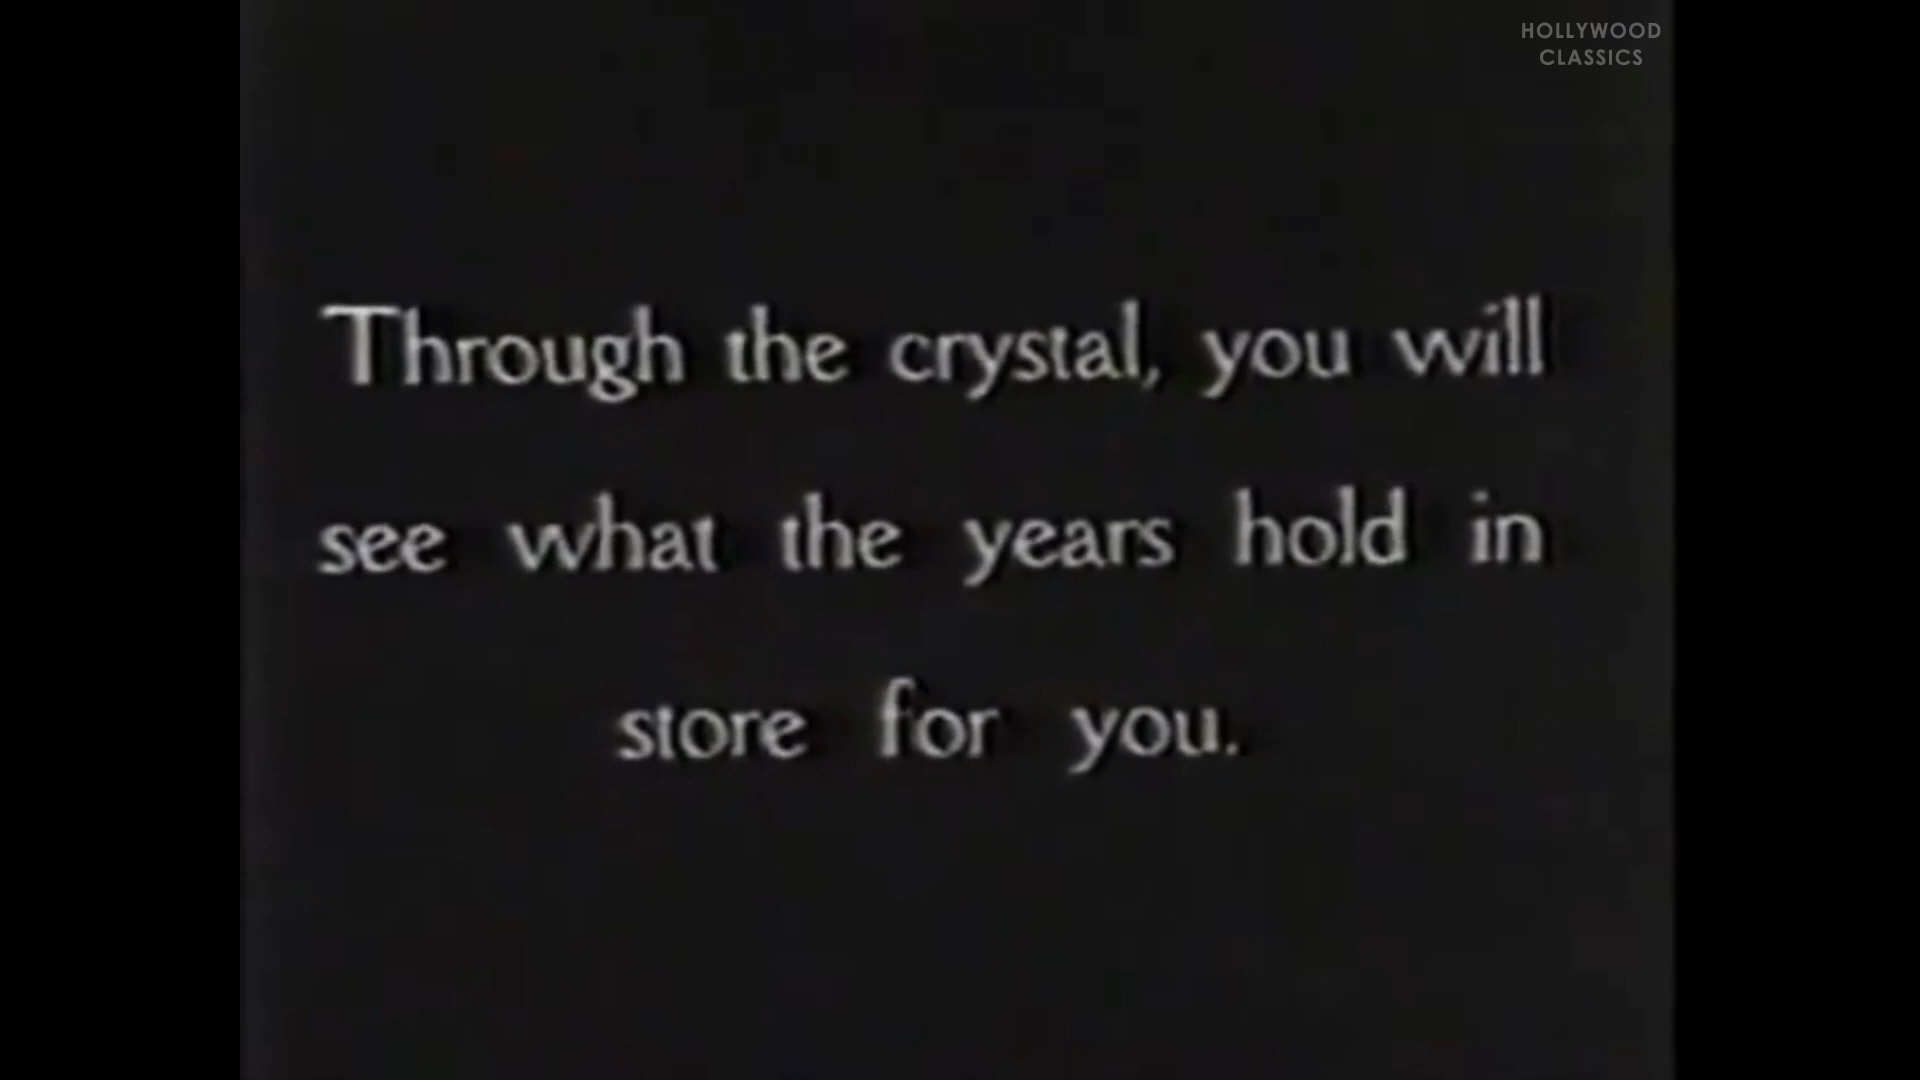 HOLLYWOOD
CLASSICS
Through the crystal, you will
see what the years hold in
store for you.